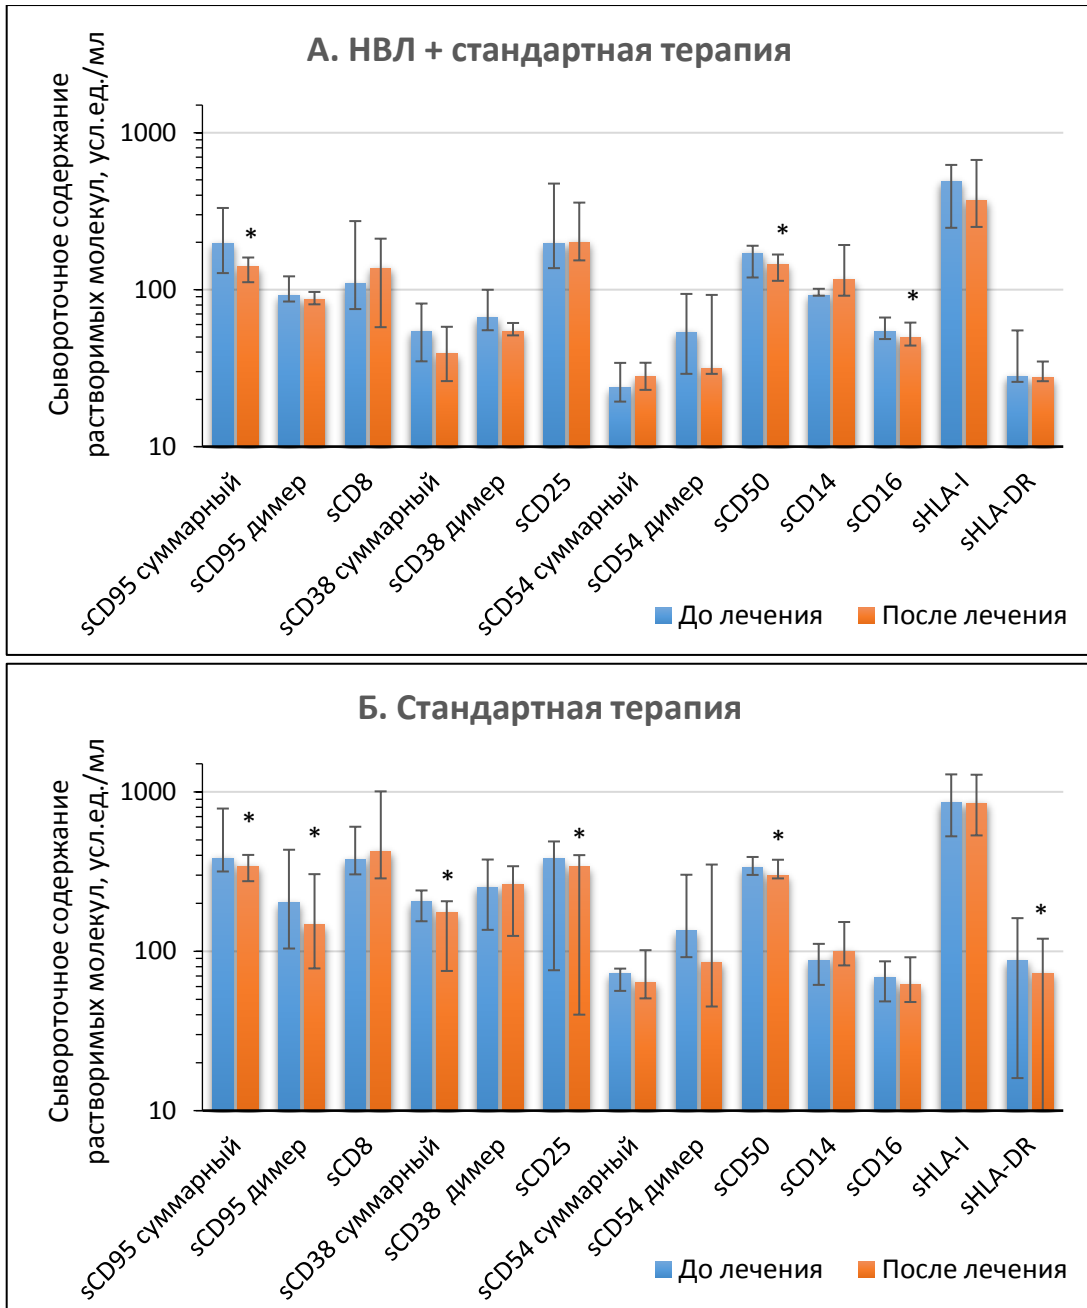 А. НВЛ + стандартная терапия
Сывороточное содержание
растворимых молекул, усл.ед./мл
1000
100
10
*
*
*
sCD95 суммарный
sCD95 димер
sCD8
sCD38 суммарный
sCD38 димер
sCD25
sCD54 суммарный
sCD54 димер
sCD50
sCD14
sCD16
sHLA-I
sHLA-DR
До лечения
После лечения
Б. Стандартная терапия
Сывороточное содержание
растворимых молекул, усл.ед./мл
1000
100
10
*
*
*
*
*
*
sCD95 суммарный
sCD95 димер
sCD8
sCD38 суммарный
sCD38 димер
sCD25
sCD54 суммарный
sCD54 димер
sCD50
sCD14
sCD16
sHLA-I
sHLA-DR
До лечения
После лечения